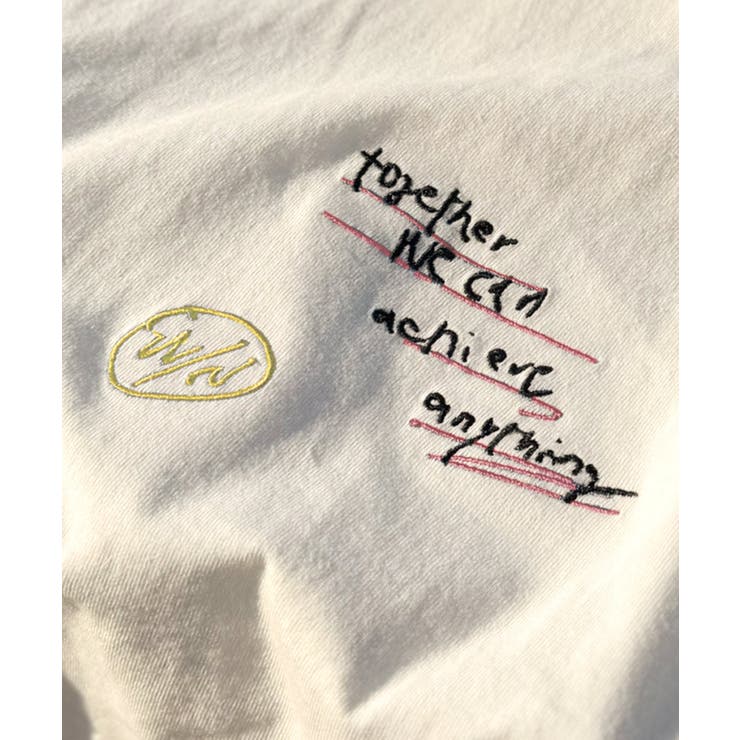 together
we can
achieve
anything